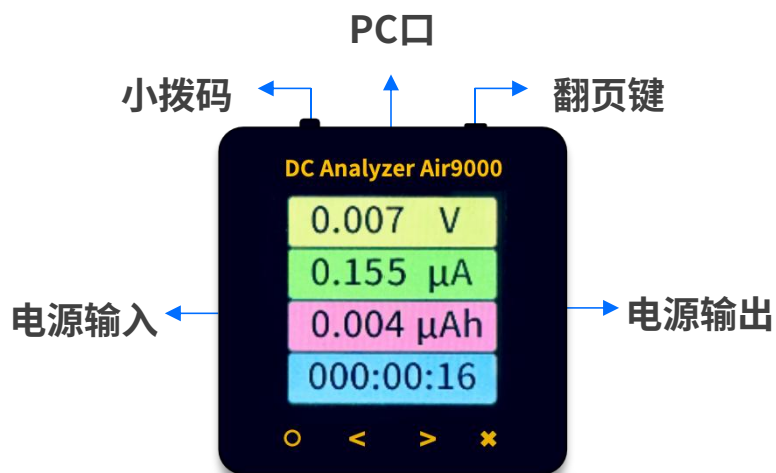 PC口
小拨码
翻页键
DC Analyzer Air9000
0.007 V
0.155 μA
电源输入
0.004 μAh
电源输出
000:00:16
○ < > ✖